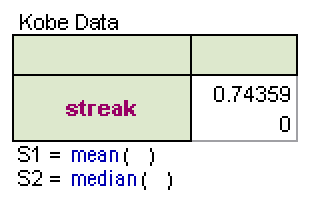 Kobe Data
streak 0.74359
0
S1 = mean( )
S2 = median( )